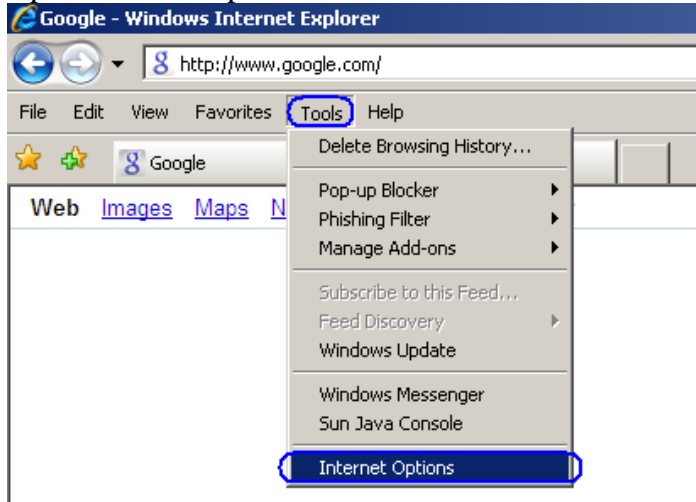 Google - Windows Internet Explorer
http://www.google.com/
File Edit View Favorites Tools Help
Delete Browsing History...
Google
Pop-up Blocker
Web Images Maps N
Phishing Filter
Manage Add-ons
Subscribe to this Feed...
Feed Discovery
Windows Update
Windows Messenger
Sun Java Console
Internet Options